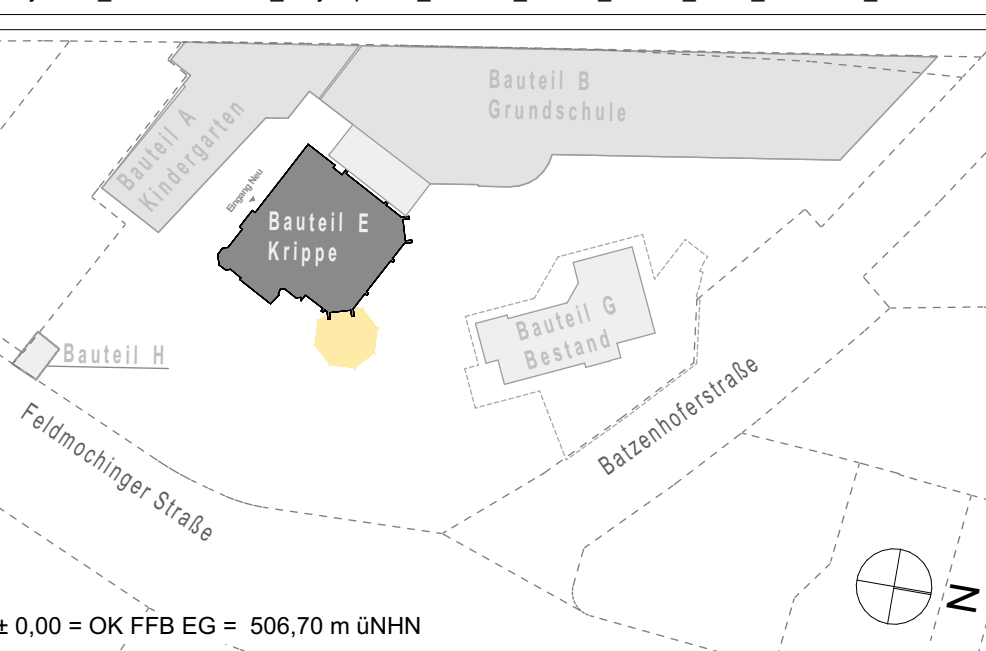 Bauteil B
Grundschule
Bauteil A
Kindergarten
Eingang Neu
Bauteil E
Krippe
Bauteil G
Bestand
Bauteil H
Feldmochinger Straße
Batzenhoferstraße
N
± 0,00 = OK FFB EG = 506,70 m üNHN